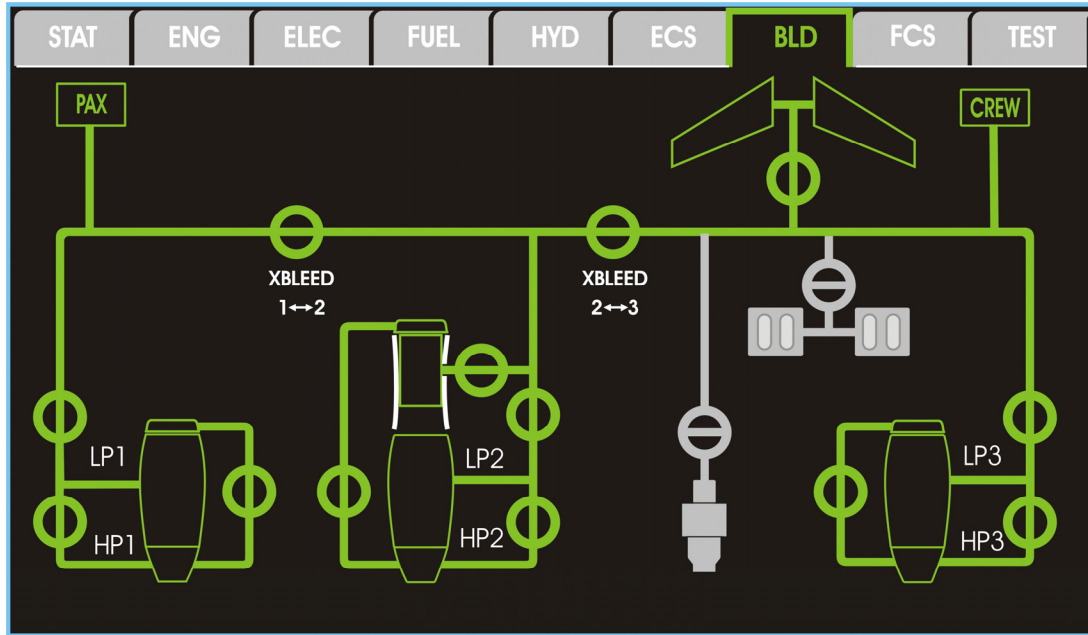 STAT ENG ELEC FUEL HYD ECS BLD FCS TEST
PAX
CREW
XBLEED
1↔2
XBLEED
2↔3
LP1
HP1
LP2
HP2
LP3
HP3